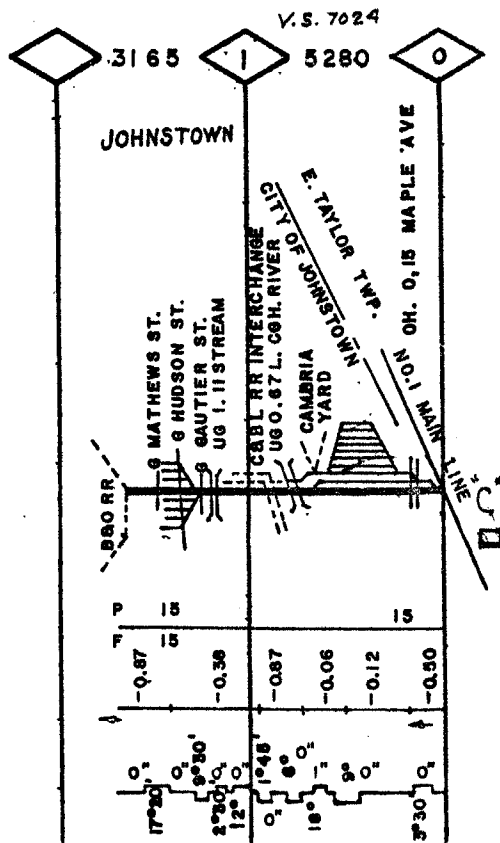 V.S. 7024
3165 1 5280 0
JOHNSTOWN
E. TAYLOR TWP.
CITY OF JOHNSTOWN
OH. 0.15 MAPLE AVE
NO.1 MAIN LINE
"C"
G MATHEWS ST.
G HUDSON ST.
G GAUTIER ST.
UG 1.11 STREAM
C&BL RR INTERCHANGE
UG 0.67 L. CGH. RIVER
CAMBRIA
YARD
B&O RR
P 15 15
F 15
-0.87 -0.38 -0.87 -0.06 -0.12 -0.50
17°20' 0" 0" 9°30' 2°30' 0" 12° 0" 1°45' 0" 6° 0" 18° 1" 9° 0" 3°30' 0"